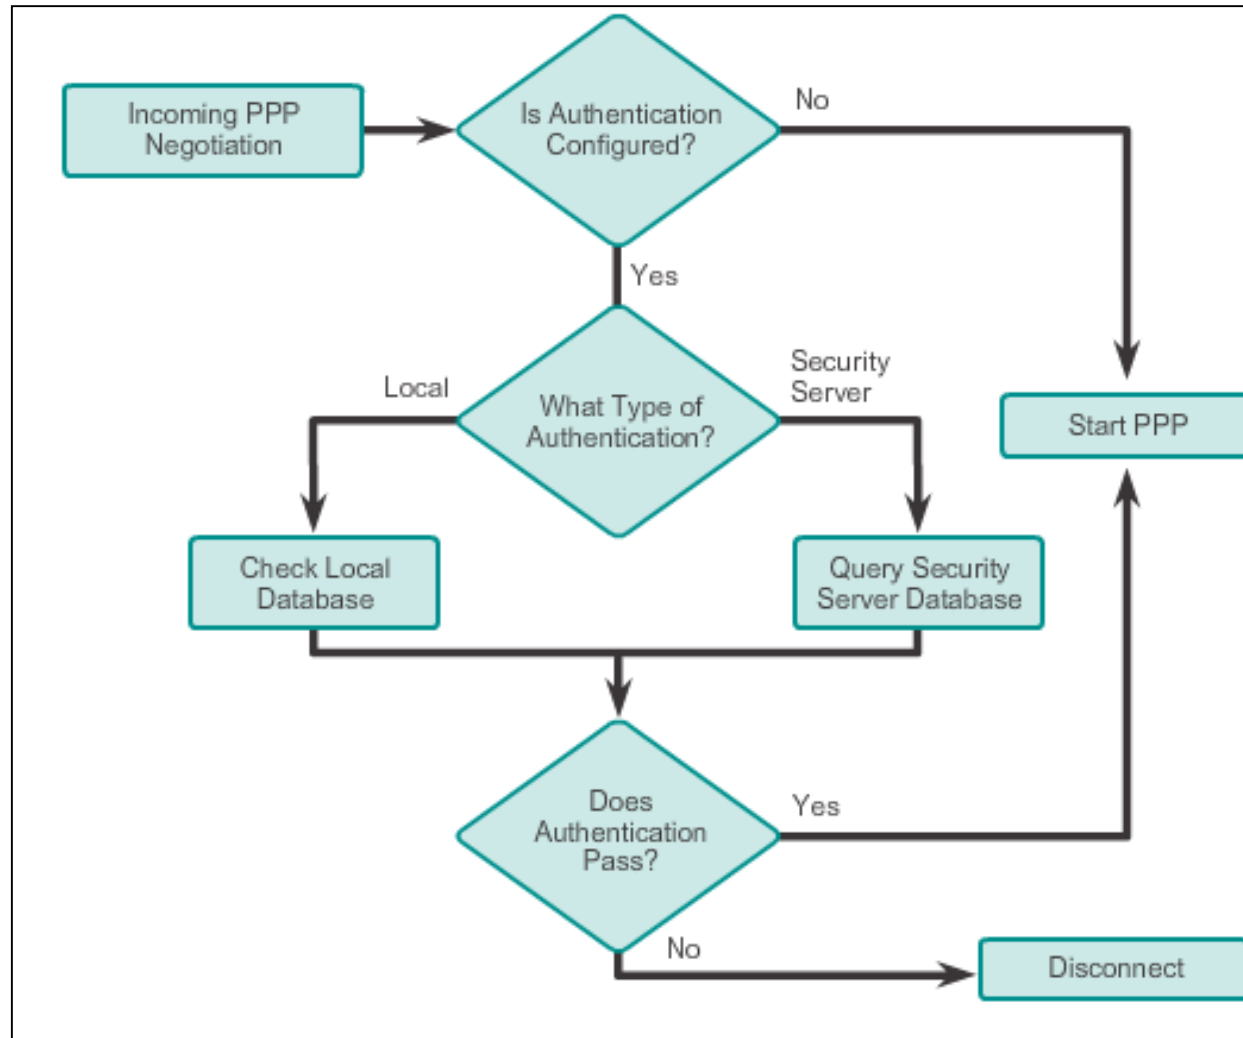 Incoming PPP
Negotiation
Is Authentication
Configured?
No
Yes
Local
What Type of
Authentication?
Security
Server
Start PPP
Check Local
Database
Query Security
Server Database
Does
Authentication
Pass?
Yes
No
Disconnect